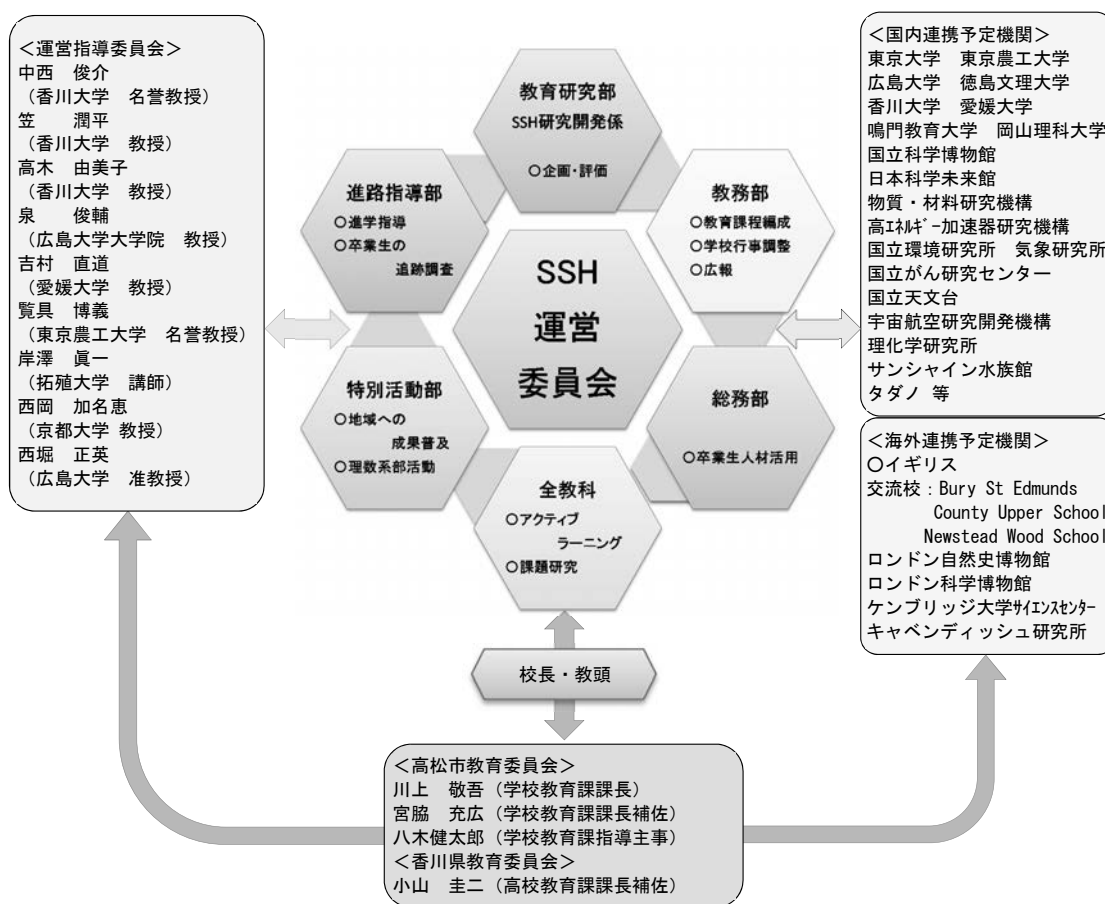 <運営指導委員会>
中西 俊介
(香川大学 名誉教授)
笠 潤平
(香川大学 教授)
高木 由美子
(香川大学 教授)
泉 俊輔
(広島大学大学院 教授)
吉村 直道
(愛媛大学 教授)
覧具 博義
(東京農工大学 名誉教授)
岸澤 眞一
(拓殖大学 講師)
西岡 加名恵
(京都大学 教授)
西堀 正英
(広島大学 准教授)
教育研究部
SSH研究開発係
○企画・評価
進路指導部
○進学指導
○卒業生の
追跡調査
教務部
○教育課程編成
○学校行事調整
○広報
SSH
運営
委員会
特別活動部
○地域への
成果普及
○理数系部活動
総務部
○卒業生人材活用
全教科
○アクティブ
ラーニング
○課題研究
校長・教頭
<国内連携予定機関>
東京大学 東京農工大学
広島大学 徳島文理大学
香川大学 愛媛大学
鳴門教育大学 岡山理科大学
国立科学博物館
日本科学未来館
物質・材料研究機構
高エネルギー加速器研究機構
国立環境研究所 気象研究所
国立がん研究センター
国立天文台
宇宙航空研究開発機構
理化学研究所
サンシャイン水族館
タダノ 等
<海外連携予定機関>
○イギリス
交流校:Bury St Edmunds
County Upper School
Newstead Wood School
ロンドン自然史博物館
ロンドン科学博物館
ケンブリッジ大学サイエンスセンター
キャベンディッシュ研究所
<高松市教育委員会>
川上 敬吾(学校教育課課長)
宮脇 充広(学校教育課課長補佐)
八木健太郎(学校教育課指導主事)
<香川県教育委員会>
小山 圭二(高校教育課課長補佐)